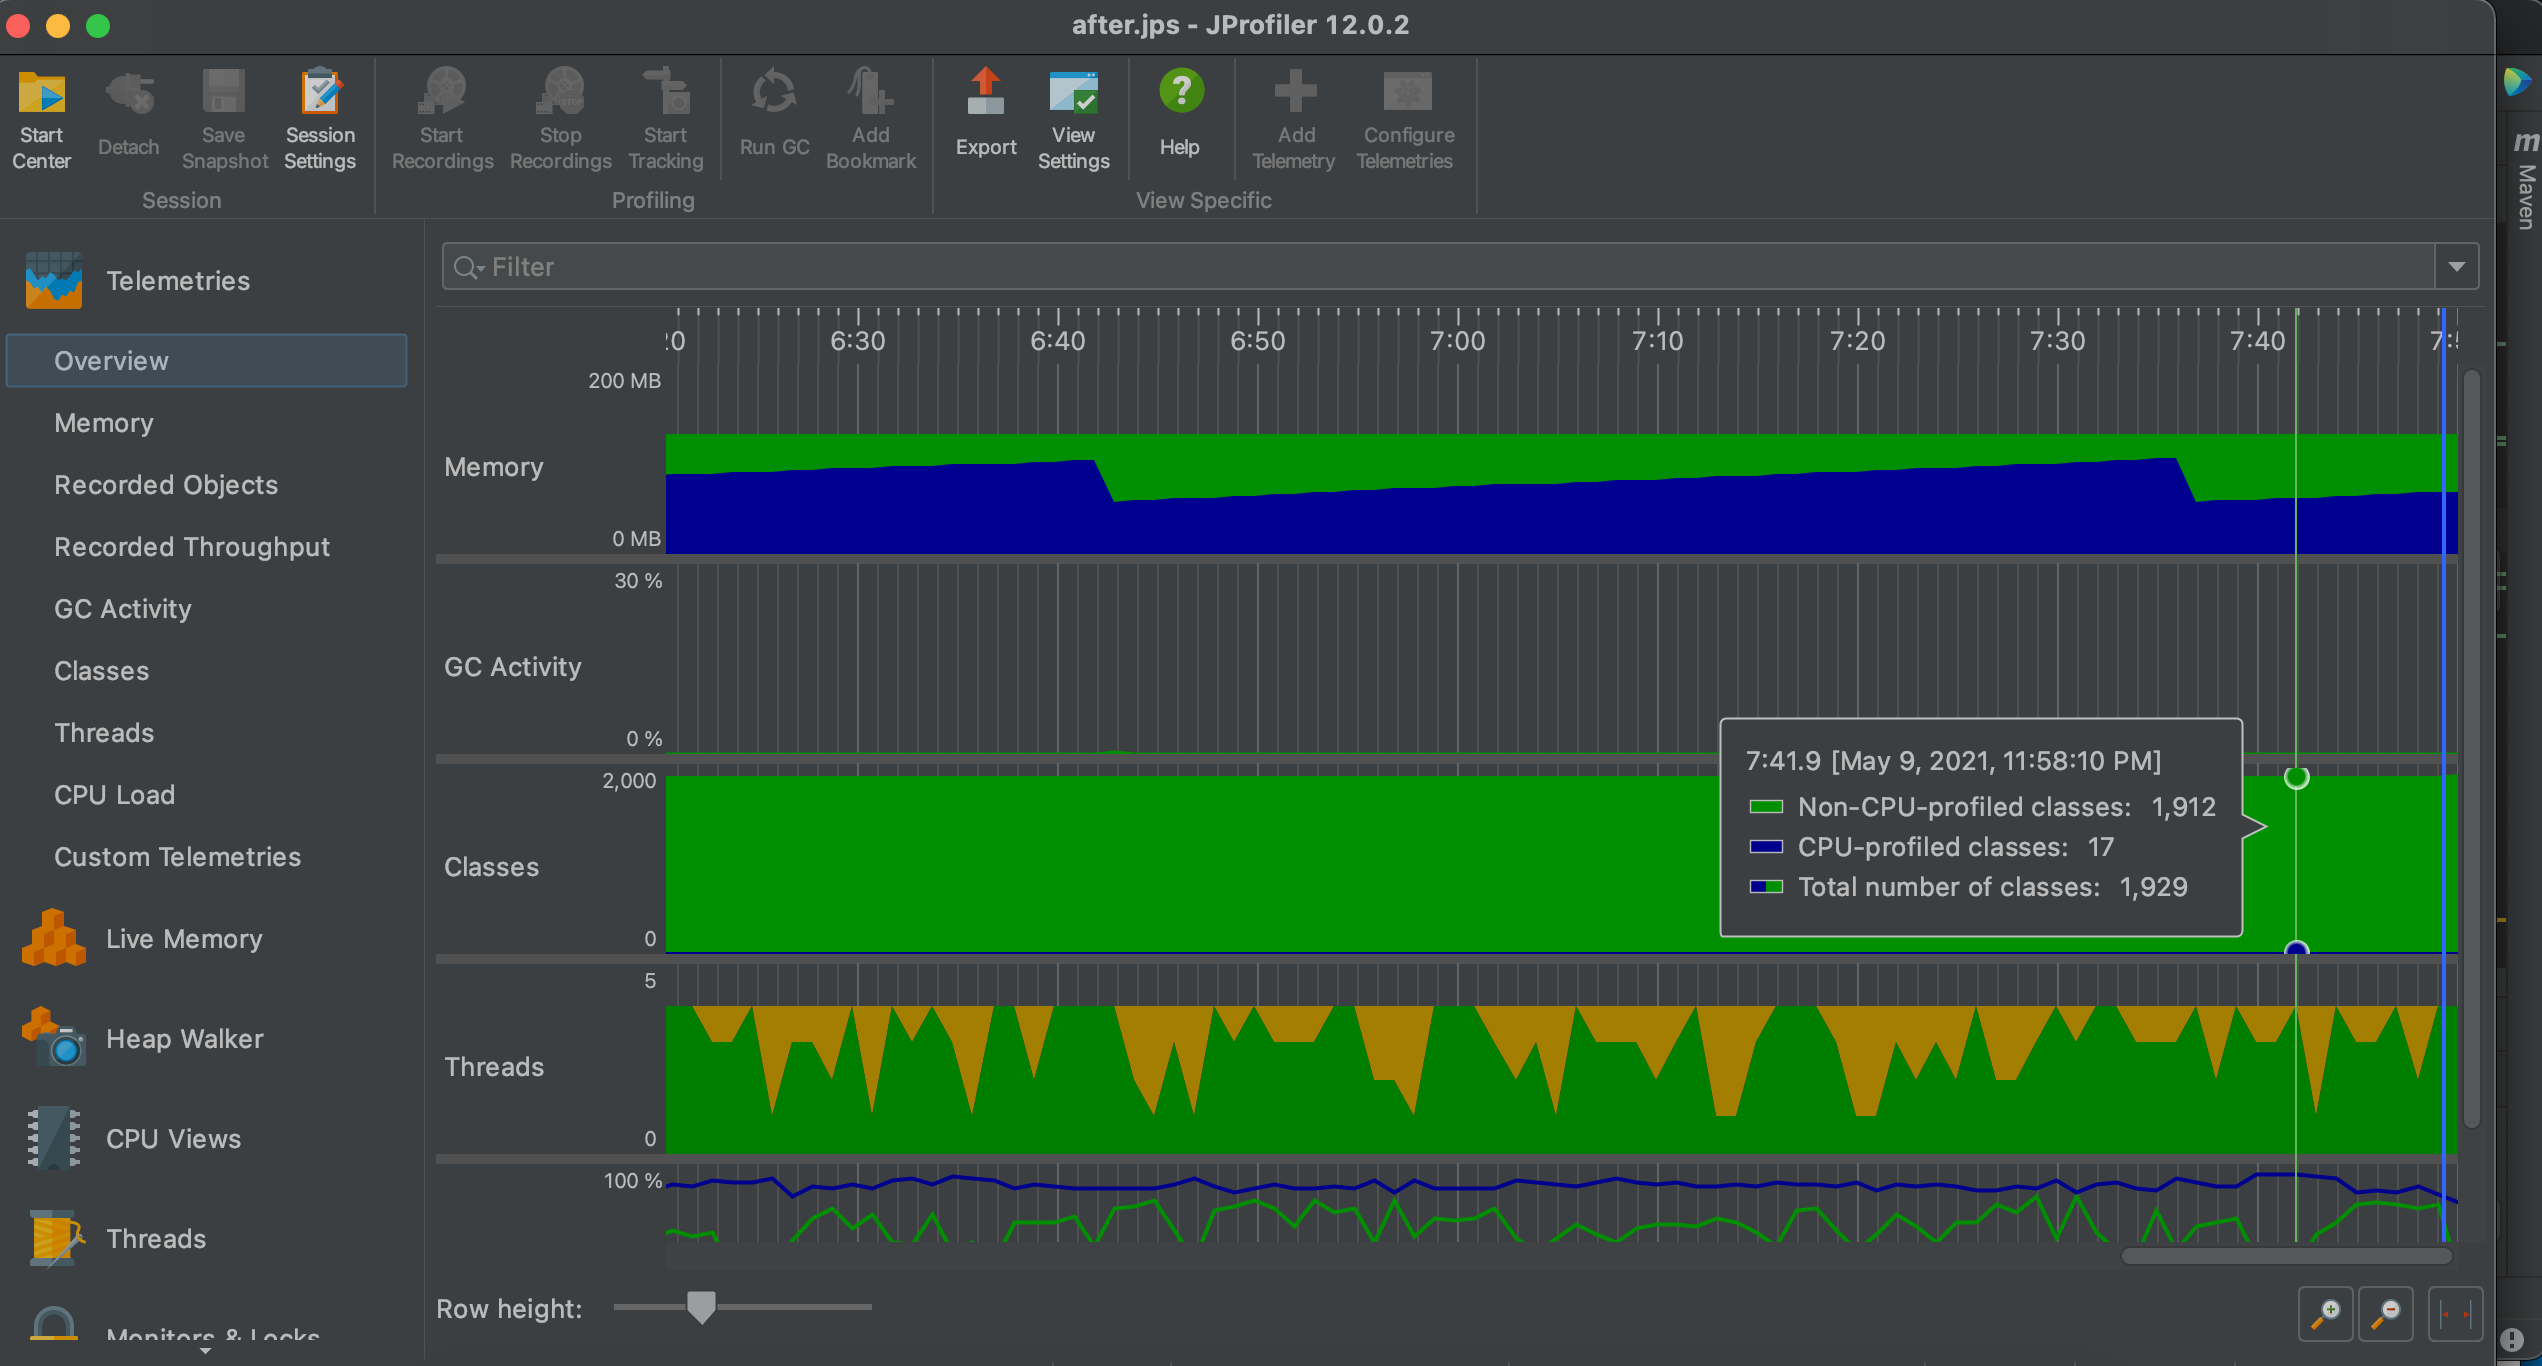 after.jps - JProfiler 12.0.2
Start Center
Detach
Save Snapshot
Session Settings
Start Recordings
Stop Recordings
Start Tracking
Run GC
Add Bookmark
Export
View Settings
Help
Add Telemetry
Configure Telemetries
Session
Profiling
View Specific
m
Maven
Telemetries
Overview
Memory
Recorded Objects
Recorded Throughput
GC Activity
Classes
Threads
CPU Load
Custom Telemetries
Live Memory
Heap Walker
CPU Views
Threads
Monitors & Locks
Filter
:20 6:30 6:40 6:50 7:00 7:10 7:20 7:30 7:40
200 MB
Memory
0 MB
30 %
GC Activity
0 %
2,000
Classes
0
5
Threads
0
100 %
7:41.9 [May 9, 2021, 11:58:10 PM]
Non-CPU-profiled classes: 1,912
CPU-profiled classes: 17
Total number of classes: 1,929
Row height: